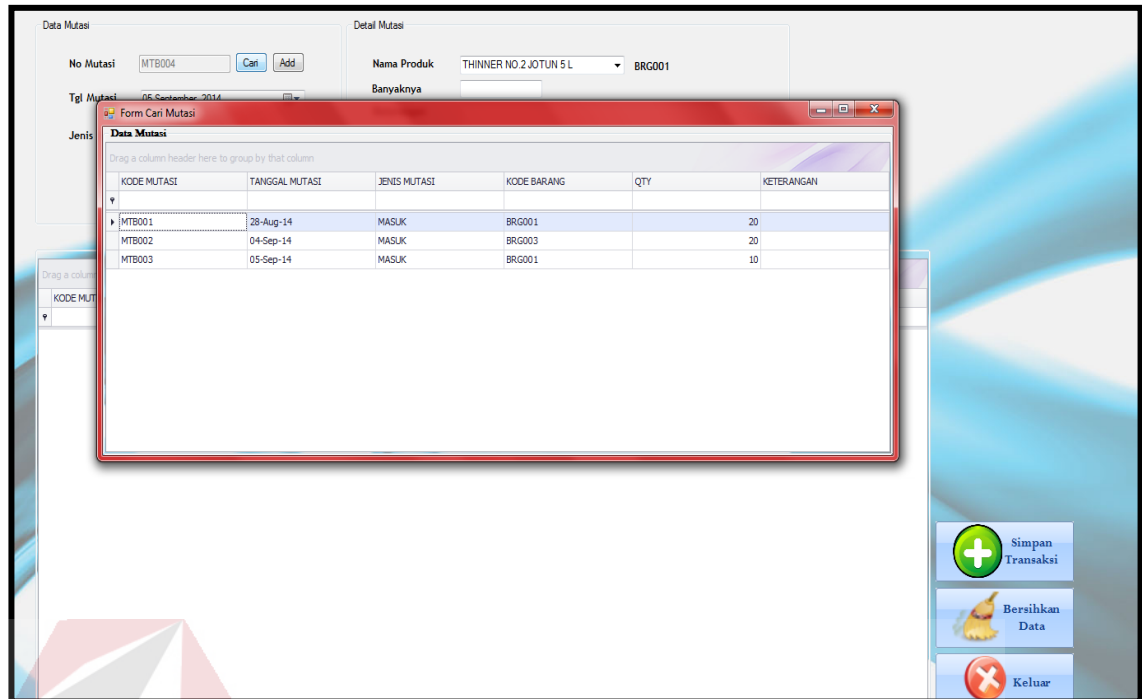 Data Mutasi Detail Mutasi
No Mutasi MTB004 Cari Add Nama Produk THINNER NO.2 JOTUN 5 L BRG001
Tgl Mutasi 05 September 2014 Banyaknya
Jenis
Form Cari Mutasi
Data Mutasi
Drag a column header here to group by that column
KODE MUTASI TANGGAL MUTASI JENIS MUTASI KODE BARANG QTY KETERANGAN
MTB001 28-Aug-14 MASUK BRG001 20
MTB002 04-Sep-14 MASUK BRG003 20
MTB003 05-Sep-14 MASUK BRG001 10
Drag a colum
KODE MUT
Simpan
Transaksi
Bersihkan
Data
Keluar